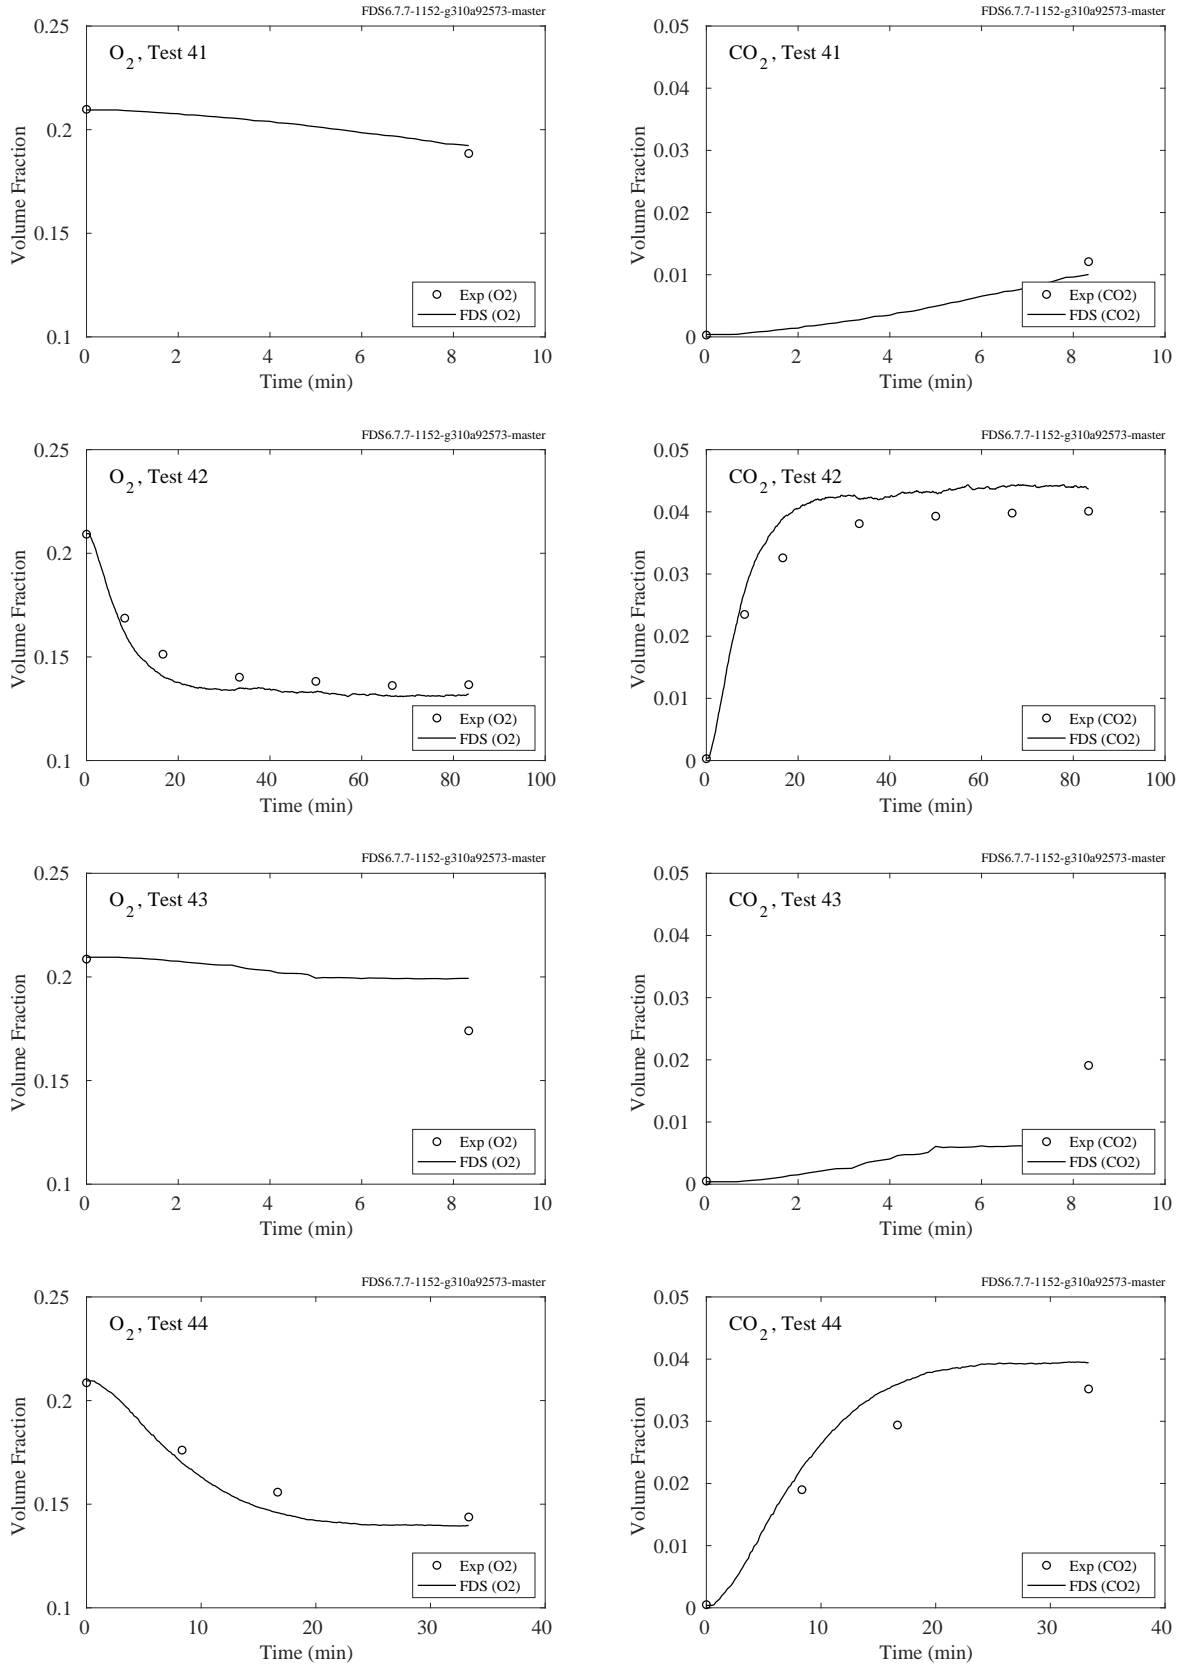 FDS6.7.7-1152-g310a92573-master
O2, Test 41
Volume Fraction
0.25
0.2
0.15
0.1
Exp (O2)
FDS (O2)
0 2 4 6 8 10
Time (min)
FDS6.7.7-1152-g310a92573-master
CO2, Test 41
Volume Fraction
0.05
0.04
0.03
0.02
0.01
0
Exp (CO2)
FDS (CO2)
0 2 4 6 8 10
Time (min)
FDS6.7.7-1152-g310a92573-master
O2, Test 42
Volume Fraction
0.25
0.2
0.15
0.1
Exp (O2)
FDS (O2)
0 20 40 60 80 100
Time (min)
FDS6.7.7-1152-g310a92573-master
CO2, Test 42
Volume Fraction
0.05
0.04
0.03
0.02
0.01
0
Exp (CO2)
FDS (CO2)
0 20 40 60 80 100
Time (min)
FDS6.7.7-1152-g310a92573-master
O2, Test 43
Volume Fraction
0.25
0.2
0.15
0.1
Exp (O2)
FDS (O2)
0 2 4 6 8 10
Time (min)
FDS6.7.7-1152-g310a92573-master
CO2, Test 43
Volume Fraction
0.05
0.04
0.03
0.02
0.01
0
Exp (CO2)
FDS (CO2)
0 2 4 6 8 10
Time (min)
FDS6.7.7-1152-g310a92573-master
O2, Test 44
Volume Fraction
0.25
0.2
0.15
0.1
Exp (O2)
FDS (O2)
0 10 20 30 40
Time (min)
FDS6.7.7-1152-g310a92573-master
CO2, Test 44
Volume Fraction
0.05
0.04
0.03
0.02
0.01
0
Exp (CO2)
FDS (CO2)
0 10 20 30 40
Time (min)